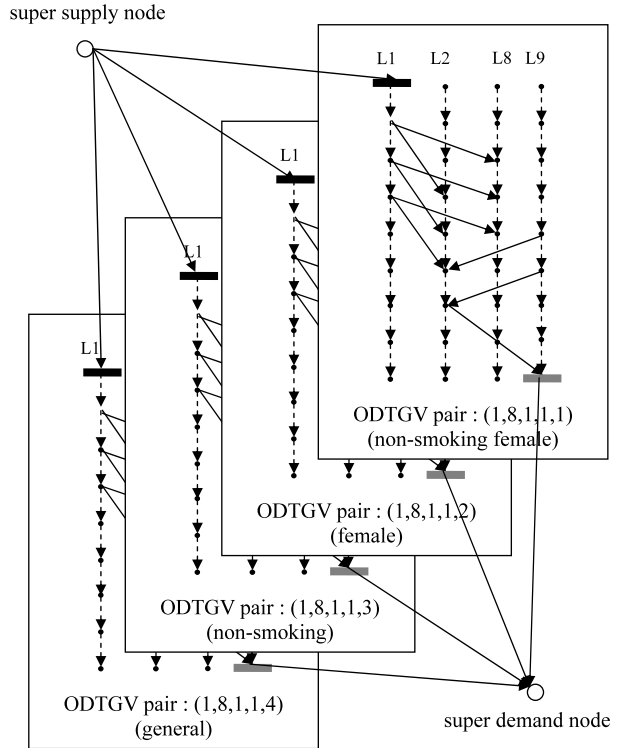 super supply node
L1 L2 L8 L9
ODTGV pair : (1,8,1,1,1)
(non-smoking female)
L1
ODTGV pair : (1,8,1,1,2)
(female)
L1
ODTGV pair : (1,8,1,1,3)
(non-smoking)
L1
ODTGV pair : (1,8,1,1,4)
(general)
super demand node